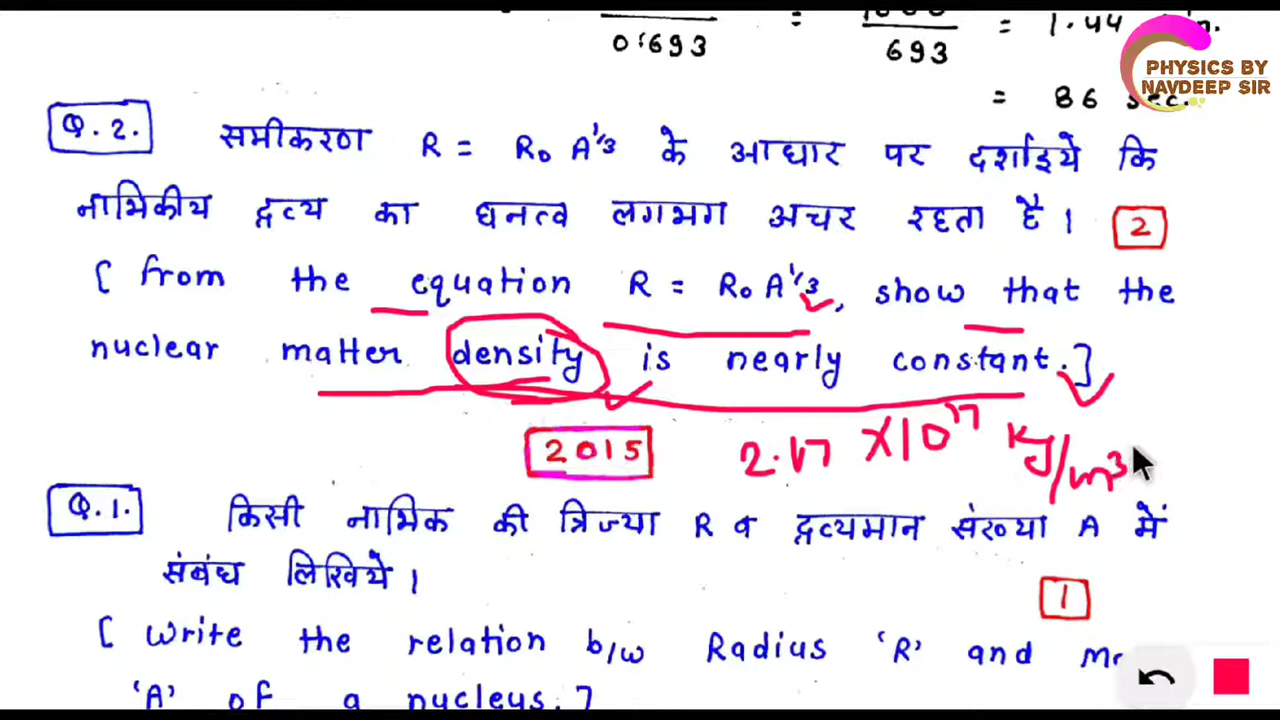 0.693 = 693 = 1.44
= 86 sec.
PHYSICS BY
NAVDEEP SIR
Q.2. समीकरण R = R₀ A^1/3 के आधार पर दर्शाइये कि
नाभिकीय द्रव्य का घनत्व लगभग अचर रहता है। 2
[ from the equation R = R₀ A^1/3, show that the
nuclear matter density is nearly constant.]
2015 2.17 × 10^17 kg/m³
Q.1. किसी नाभिक की त्रिज्या R व द्रव्यमान संख्या A में
संबंध लिखिये। 1
[ write the relation b/w Radius 'R' and
'A' of a nucleus.]